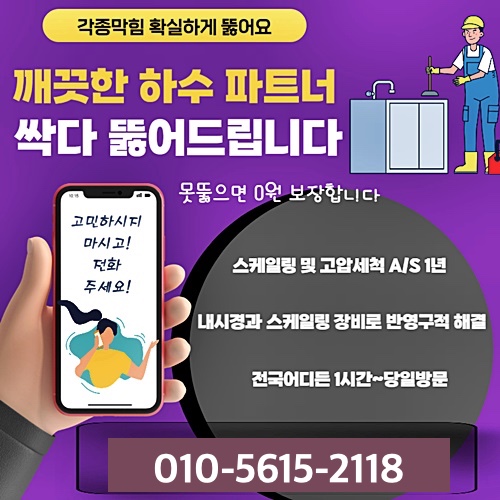 각종막힘 확실하게 뚫어요
깨끗한 하수 파트너
싹다 뚫어드립니다
못뚫으면 0원 보장합니다
고민하시지
마시고!
전화
주세요!
스케일링 및 고압세척 A/S 1년
내시경과 스케일링 장비로 반영구적 해결
전국어디든 1시간~당일방문
010-5615-2118